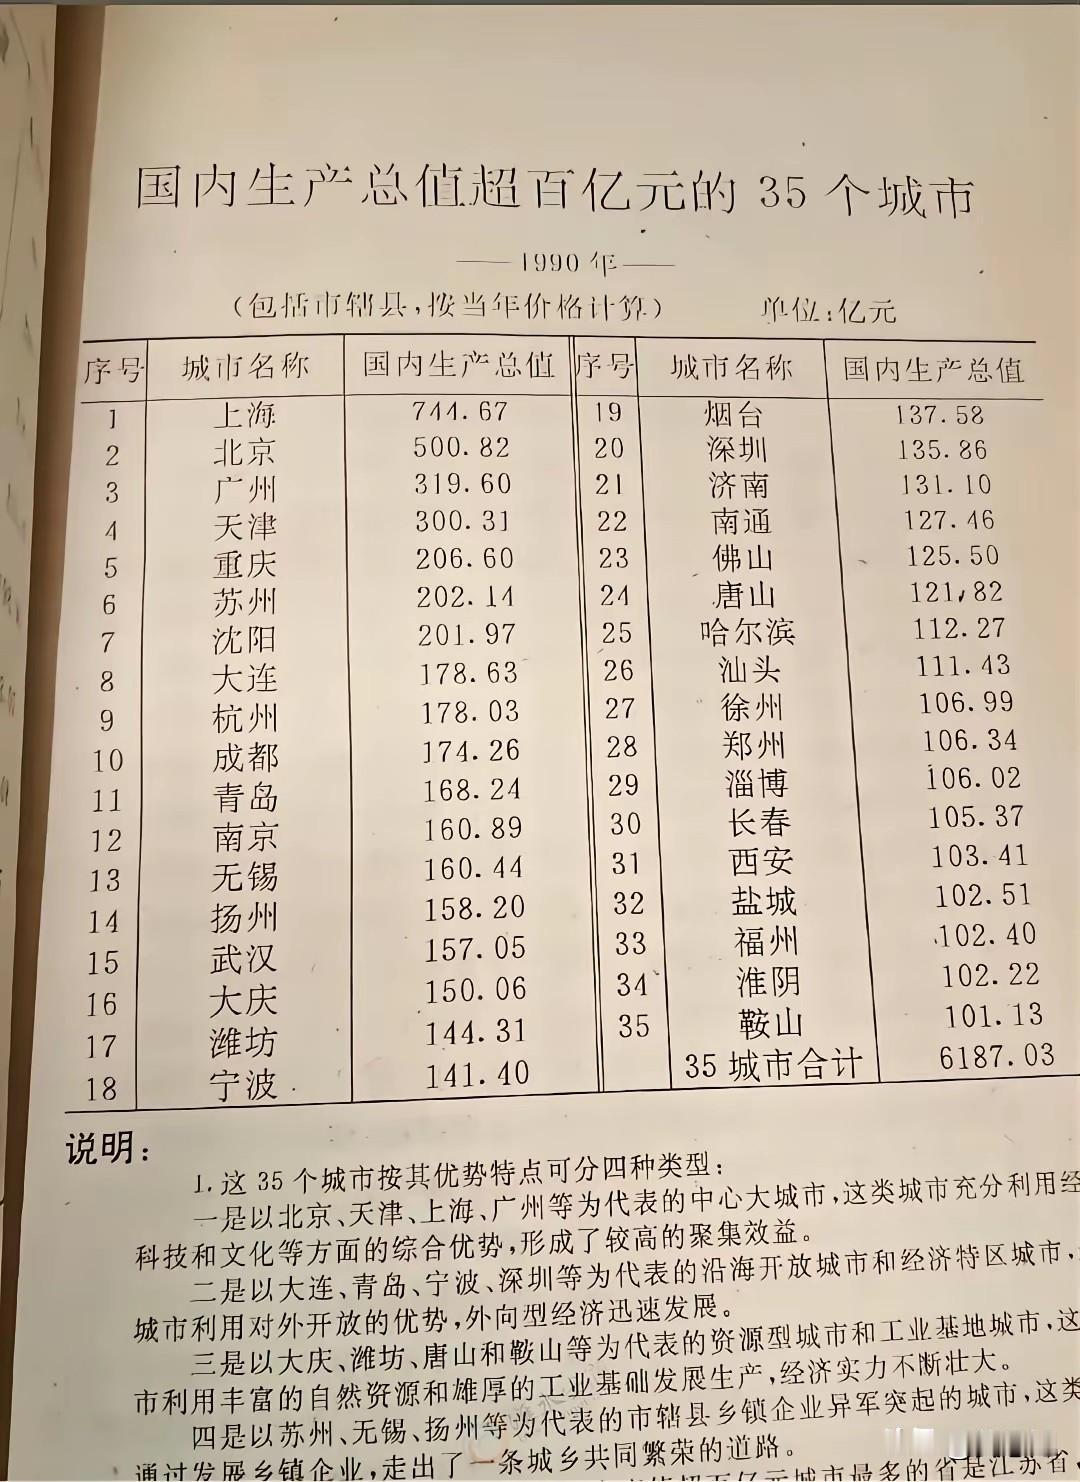 国内生产总值超百亿元的 35 个城市
——1990 年——
(包括市辖县,按当年价格计算) 单位:亿元
序号 城市名称 国内生产总值 序号 城市名称 国内生产总值
1 上海 744.67 19 烟台 137.58
2 北京 500.82 20 深圳 135.86
3 广州 319.60 21 济南 131.10
4 天津 300.31 22 南通 127.46
5 重庆 206.60 23 佛山 125.50
6 苏州 202.14 24 唐山 121.82
7 沈阳 201.97 25 哈尔滨 112.27
8 大连 178.63 26 汕头 111.43
9 杭州 178.03 27 徐州 106.99
10 成都 174.26 28 郑州 106.34
11 青岛 168.24 29 淄博 106.02
12 南京 160.89 30 长春 105.37
13 无锡 160.44 31 西安 103.41
14 扬州 158.20 32 盐城 102.51
15 武汉 157.05 33 福州 102.40
16 大庆 150.06 34 淮阴 102.22
17 潍坊 144.31 35 鞍山 101.13
18 宁波 141.40 35 城市合计 6187.03
说明:
1.这 35 个城市按其优势特点可分四种类型:
一是以北京、天津、上海、广州等为代表的中心大城市,这类城市充分利用经
科技和文化等方面的综合优势,形成了较高的聚集效益。
二是以大连、青岛、宁波、深圳等为代表的沿海开放城市和经济特区城市,
城市利用对外开放的优势,外向型经济迅速发展。
三是以大庆、潍坊、唐山和鞍山等为代表的资源型城市和工业基地城市,这
市利用丰富的自然资源和雄厚的工业基础发展生产,经济实力不断壮大。
四是以苏州、无锡、扬州等为代表的市辖县乡镇企业异军突起的城市,这类
通过发展乡镇企业,走出了一条城乡共同繁荣的道路。
超百亿元城市最多的省是江苏省,